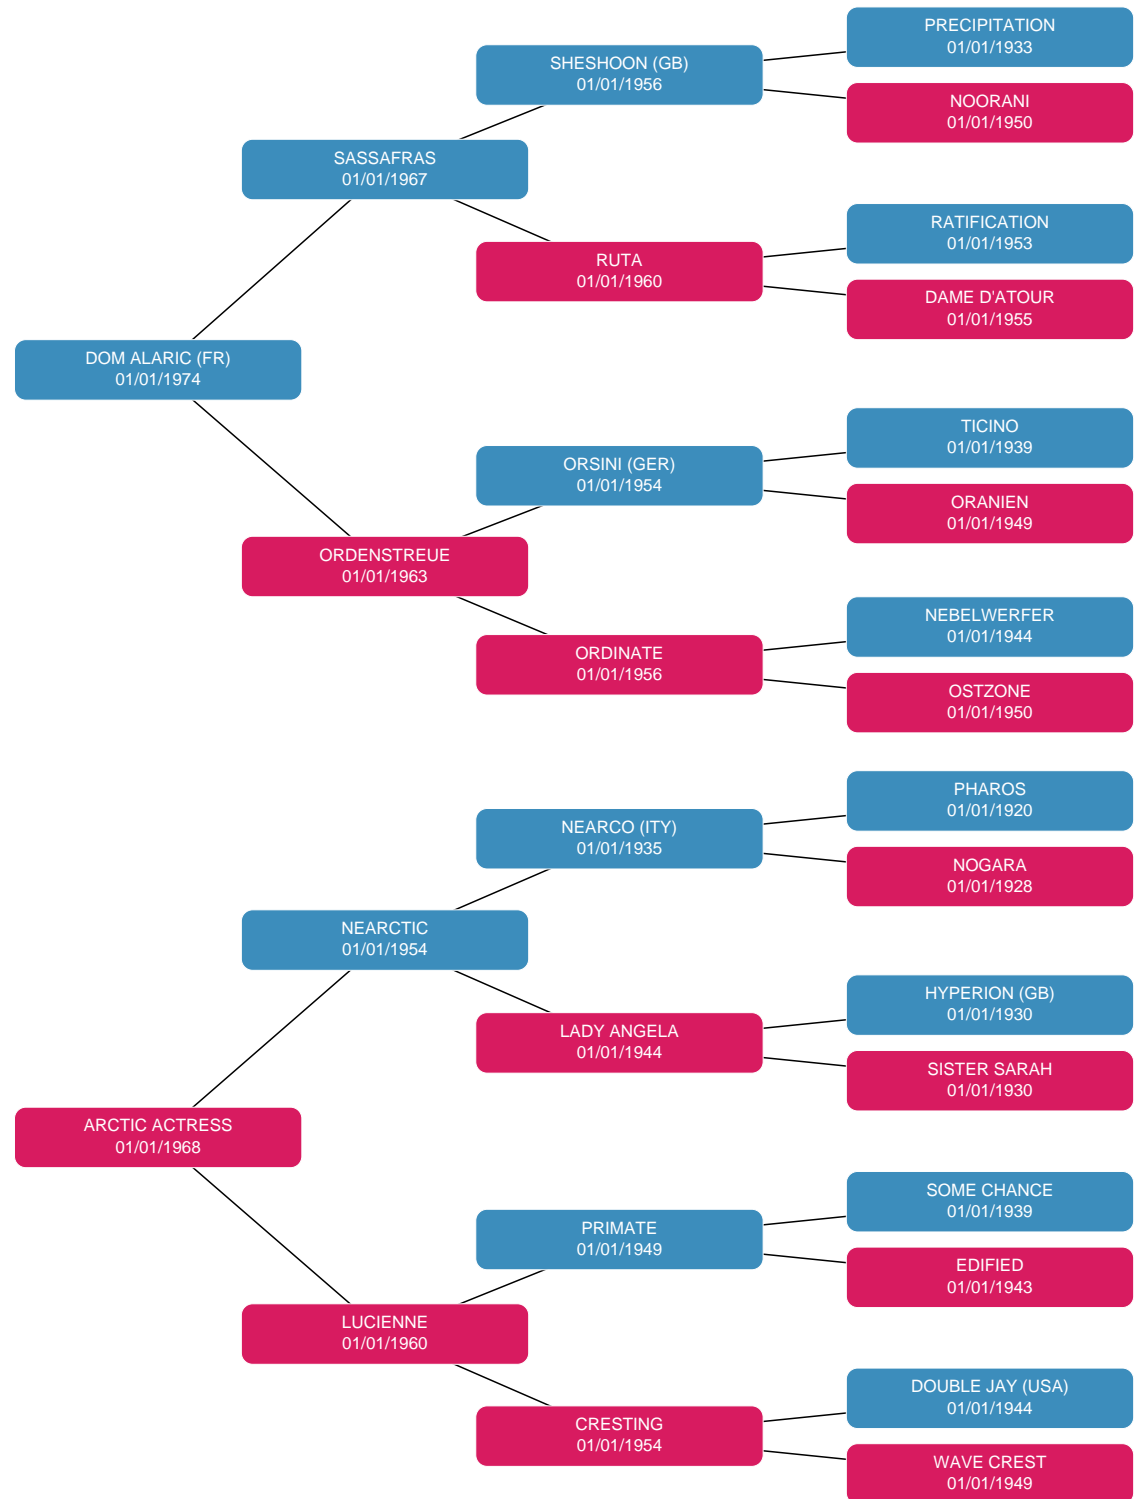 PRECIPITATION
01/01/1933
SHESHOON (GB)
01/01/1956
NOORANI
01/01/1950
SASSAFRAS
01/01/1967
RATIFICATION
01/01/1953
RUTA
01/01/1960
DAME D'ATOUR
01/01/1955
DOM ALARIC (FR)
01/01/1974
TICINO
01/01/1939
ORSINI (GER)
01/01/1954
ORANIEN
01/01/1949
ORDENSTREUE
01/01/1963
NEBELWERFER
01/01/1944
ORDINATE
01/01/1956
OSTZONE
01/01/1950
PHAROS
01/01/1920
NEARCO (ITY)
01/01/1935
NOGARA
01/01/1928
NEARCTIC
01/01/1954
HYPERION (GB)
01/01/1930
LADY ANGELA
01/01/1944
SISTER SARAH
01/01/1930
ARCTIC ACTRESS
01/01/1968
SOME CHANCE
01/01/1939
PRIMATE
01/01/1949
EDIFIED
01/01/1943
LUCIENNE
01/01/1960
DOUBLE JAY (USA)
01/01/1944
CRESTING
01/01/1954
WAVE CREST
01/01/1949